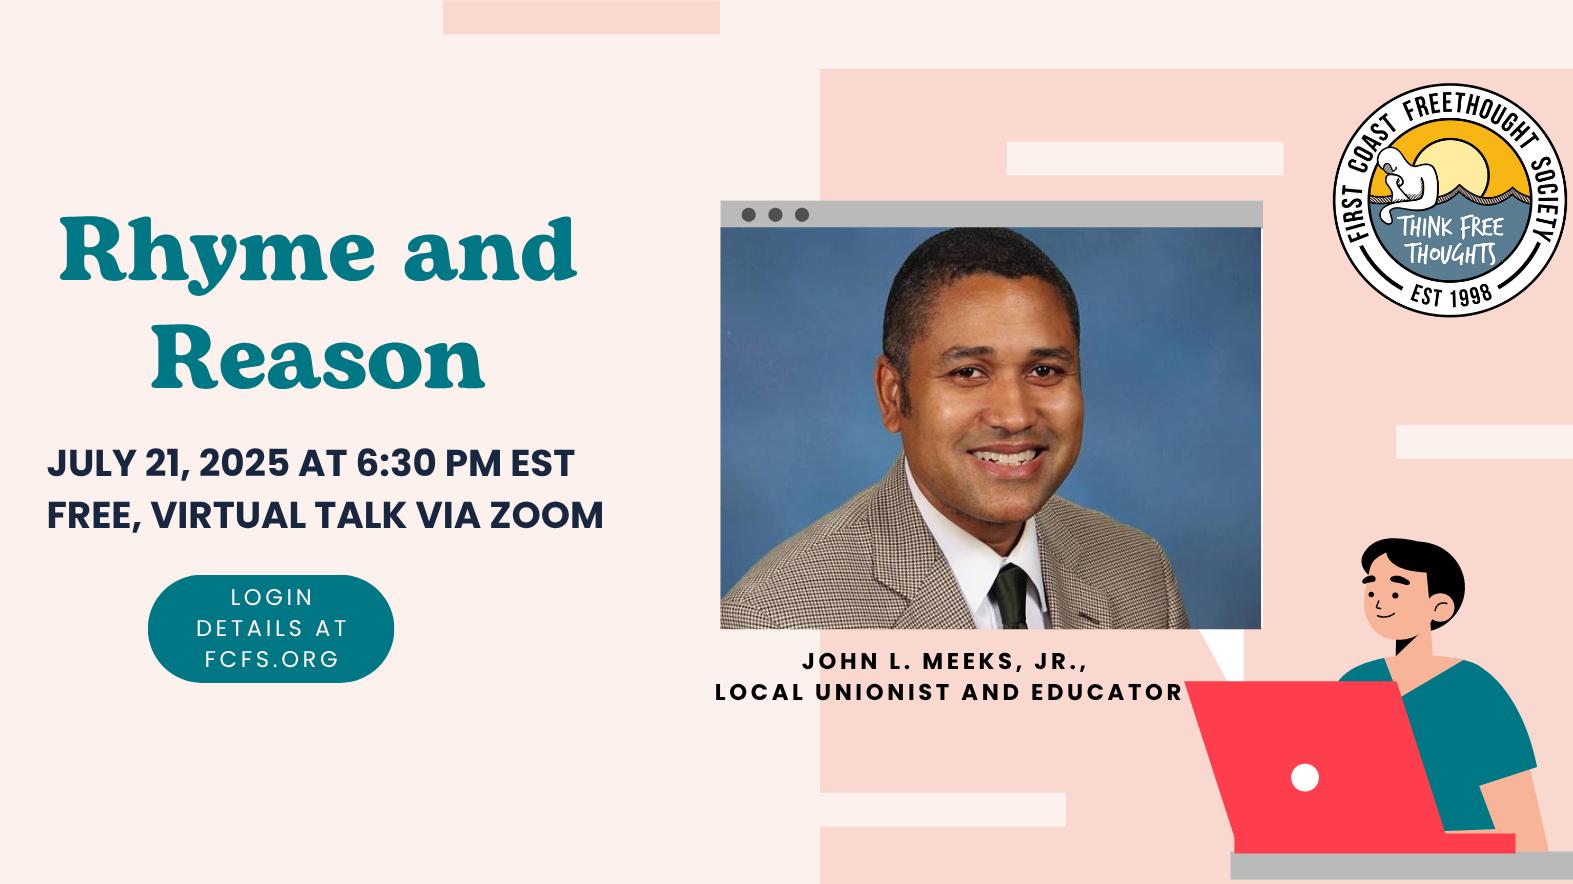 Rhyme and
Reason
JULY 21, 2025 AT 6:30 PM EST
FREE, VIRTUAL TALK VIA ZOOM
LOGIN
DETAILS AT
FCFS.ORG
JOHN L. MEEKS, JR.,
LOCAL UNIONIST AND EDUCATOR
FIRST COAST FREETHOUGHT SOCIETY
THINK FREE
THOUGHTS
EST 1998